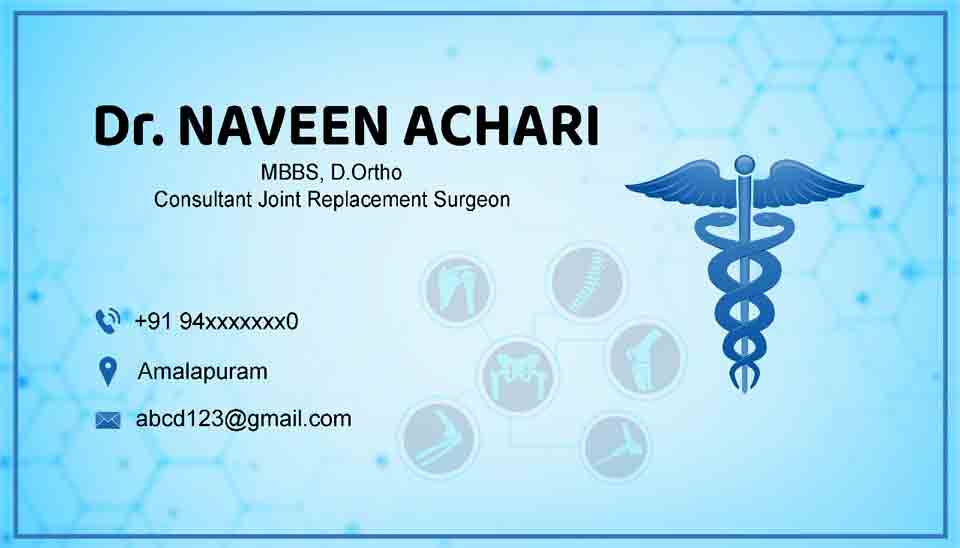 Dr. NAVEEN ACHARI
MBBS, D.Ortho
Consultant Joint Replacement Surgeon
+91 94xxxxxxx0
Amalapuram
abcd123@gmail.com